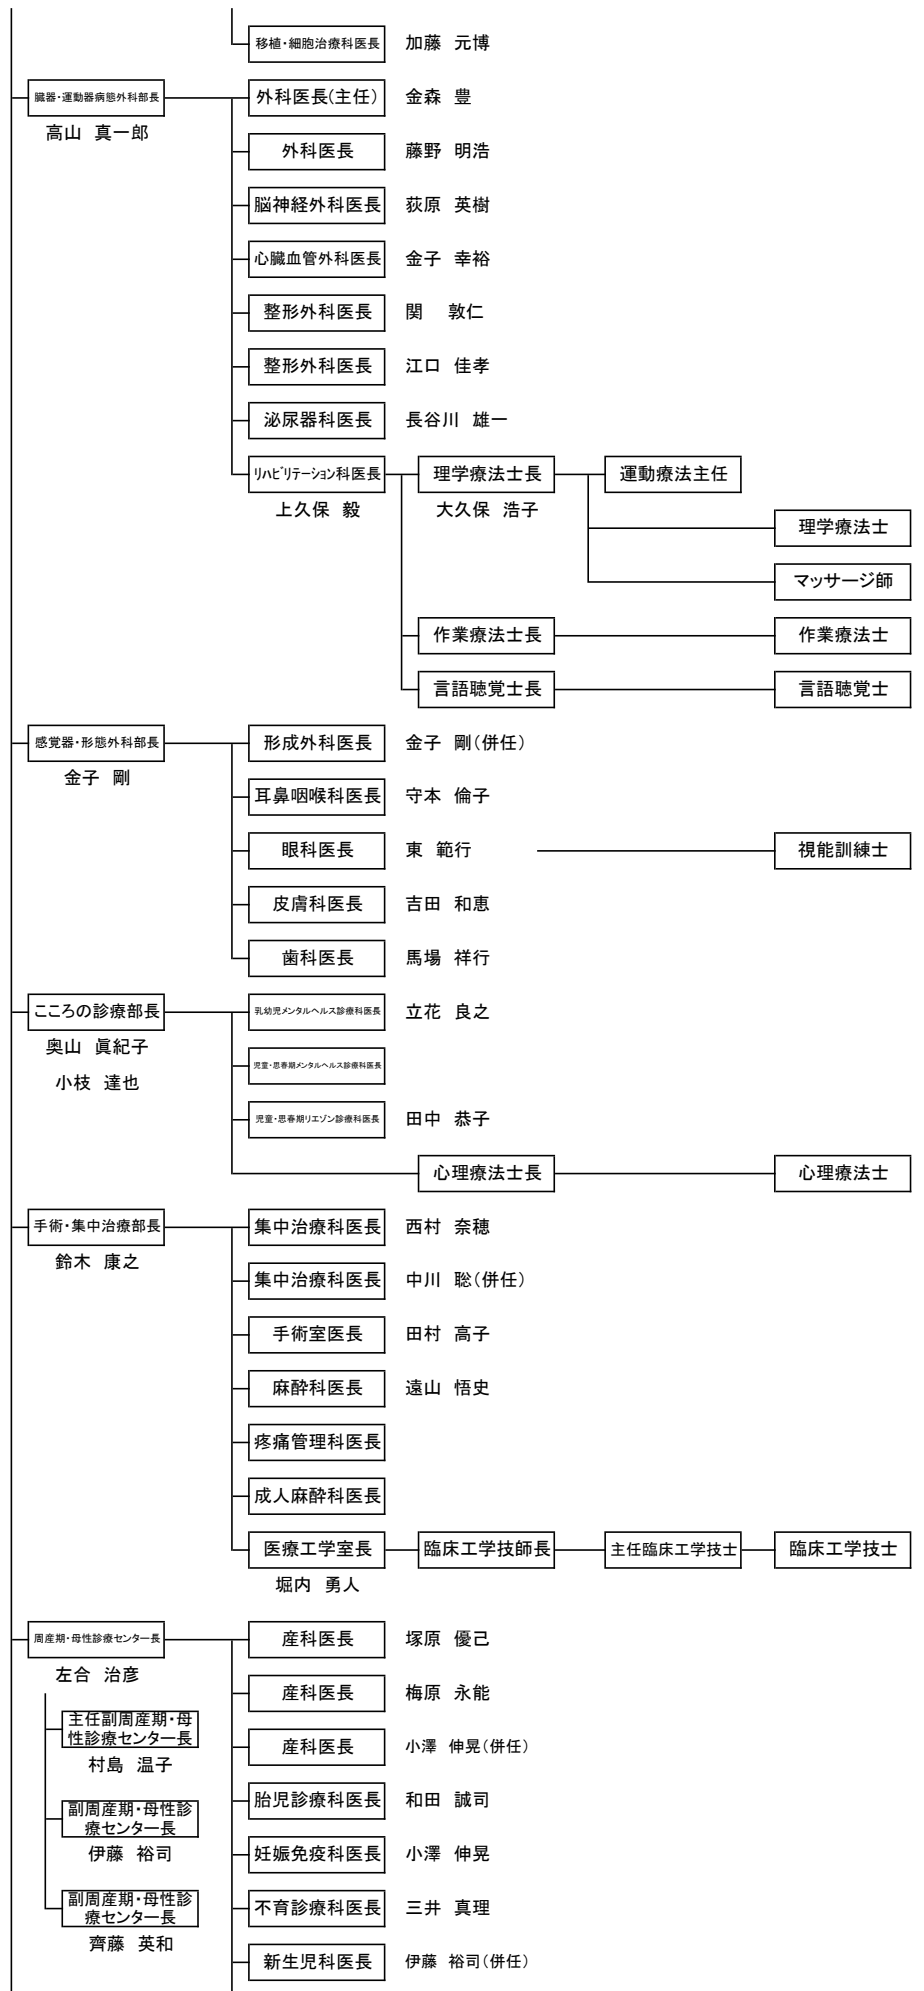 移植・細胞治療科医長 加藤 元博
臓器・運動器病態外科部長 外科医長(主任) 金森 豊
高山 真一郎
外科医長 藤野 明浩
脳神経外科医長 荻原 英樹
心臓血管外科医長 金子 幸裕
整形外科医長 関 敦仁
整形外科医長 江口 佳孝
泌尿器科医長 長谷川 雄一
ﾘﾊﾋﾞﾘﾃｰｼｮﾝ科医長 理学療法士長 運動療法主任
上久保 毅 大久保 浩子
理学療法士
マッサージ師
作業療法士長 作業療法士
言語聴覚士長 言語聴覚士
感覚器・形態外科部長 形成外科医長 金子 剛(併任)
金子 剛
耳鼻咽喉科医長 守本 倫子
眼科医長 東 範行 視能訓練士
皮膚科医長 吉田 和恵
歯科医長 馬場 祥行
こころの診療部長 乳幼児メンタルヘルス診療科医長 立花 良之
奥山 眞紀子
児童・思春期メンタルヘルス診療科医長
小枝 達也
児童・思春期リエゾン診療科医長 田中 恭子
心理療法士長 心理療法士
手術・集中治療部長 集中治療科医長 西村 奈穂
鈴木 康之
集中治療科医長 中川 聡(併任)
手術室医長 田村 高子
麻酔科医長 遠山 悟史
疼痛管理科医長
成人麻酔科医長
医療工学室長 臨床工学技師長 主任臨床工学技士 臨床工学技士
堀内 勇人
周産期・母性診療センター長 産科医長 塚原 優己
左合 治彦
産科医長 梅原 永能
主任副周産期・母
性診療センター長
産科医長 小澤 伸晃(併任)
村島 温子
胎児診療科医長 和田 誠司
副周産期・母性診
療センター長
伊藤 裕司
妊娠免疫科医長 小澤 伸晃
副周産期・母性診
療センター長
不育診療科医長 三井 真理
齊藤 英和
新生児科医長 伊藤 裕司(併任)